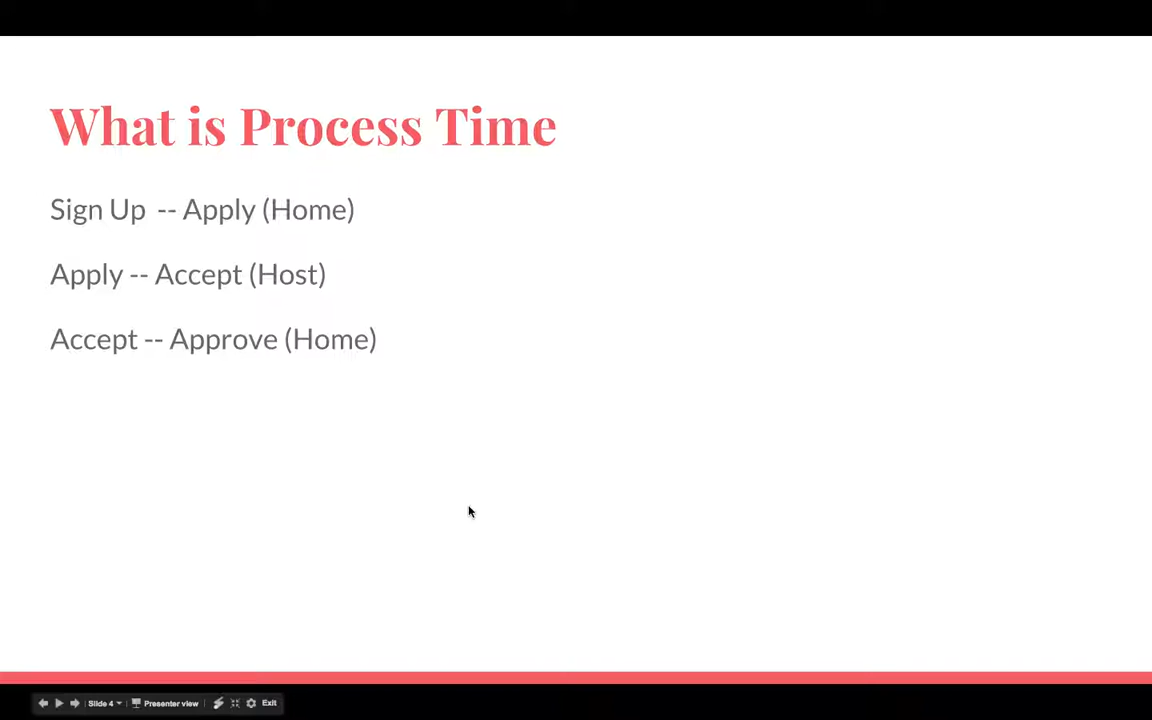 What is Process Time
Sign Up -- Apply (Home)
Apply -- Accept (Host)
Accept -- Approve (Home)
Slide 4 Presenter view Exit